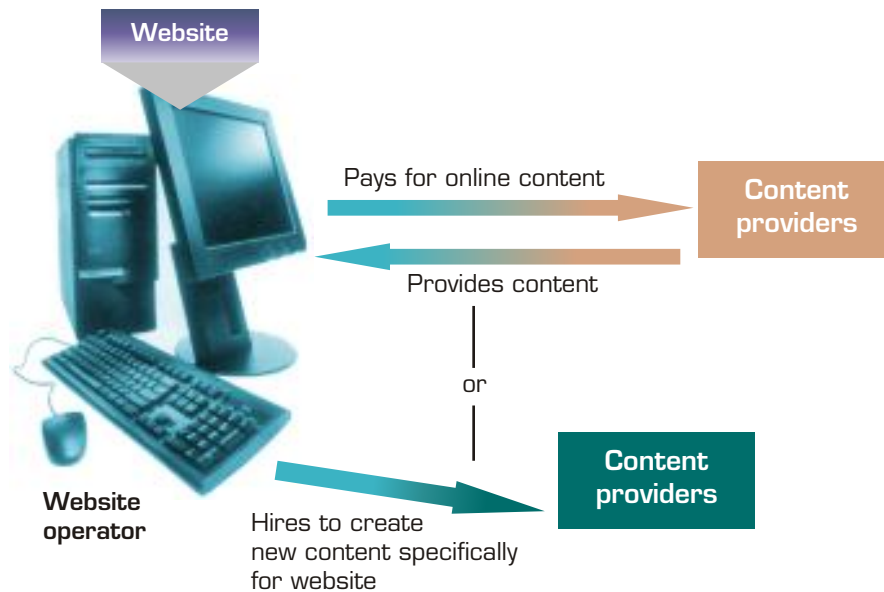 Website
Pays for online content
Content
providers
Provides content
or
Content
providers
Website
operator
Hires to create
new content specifically
for website